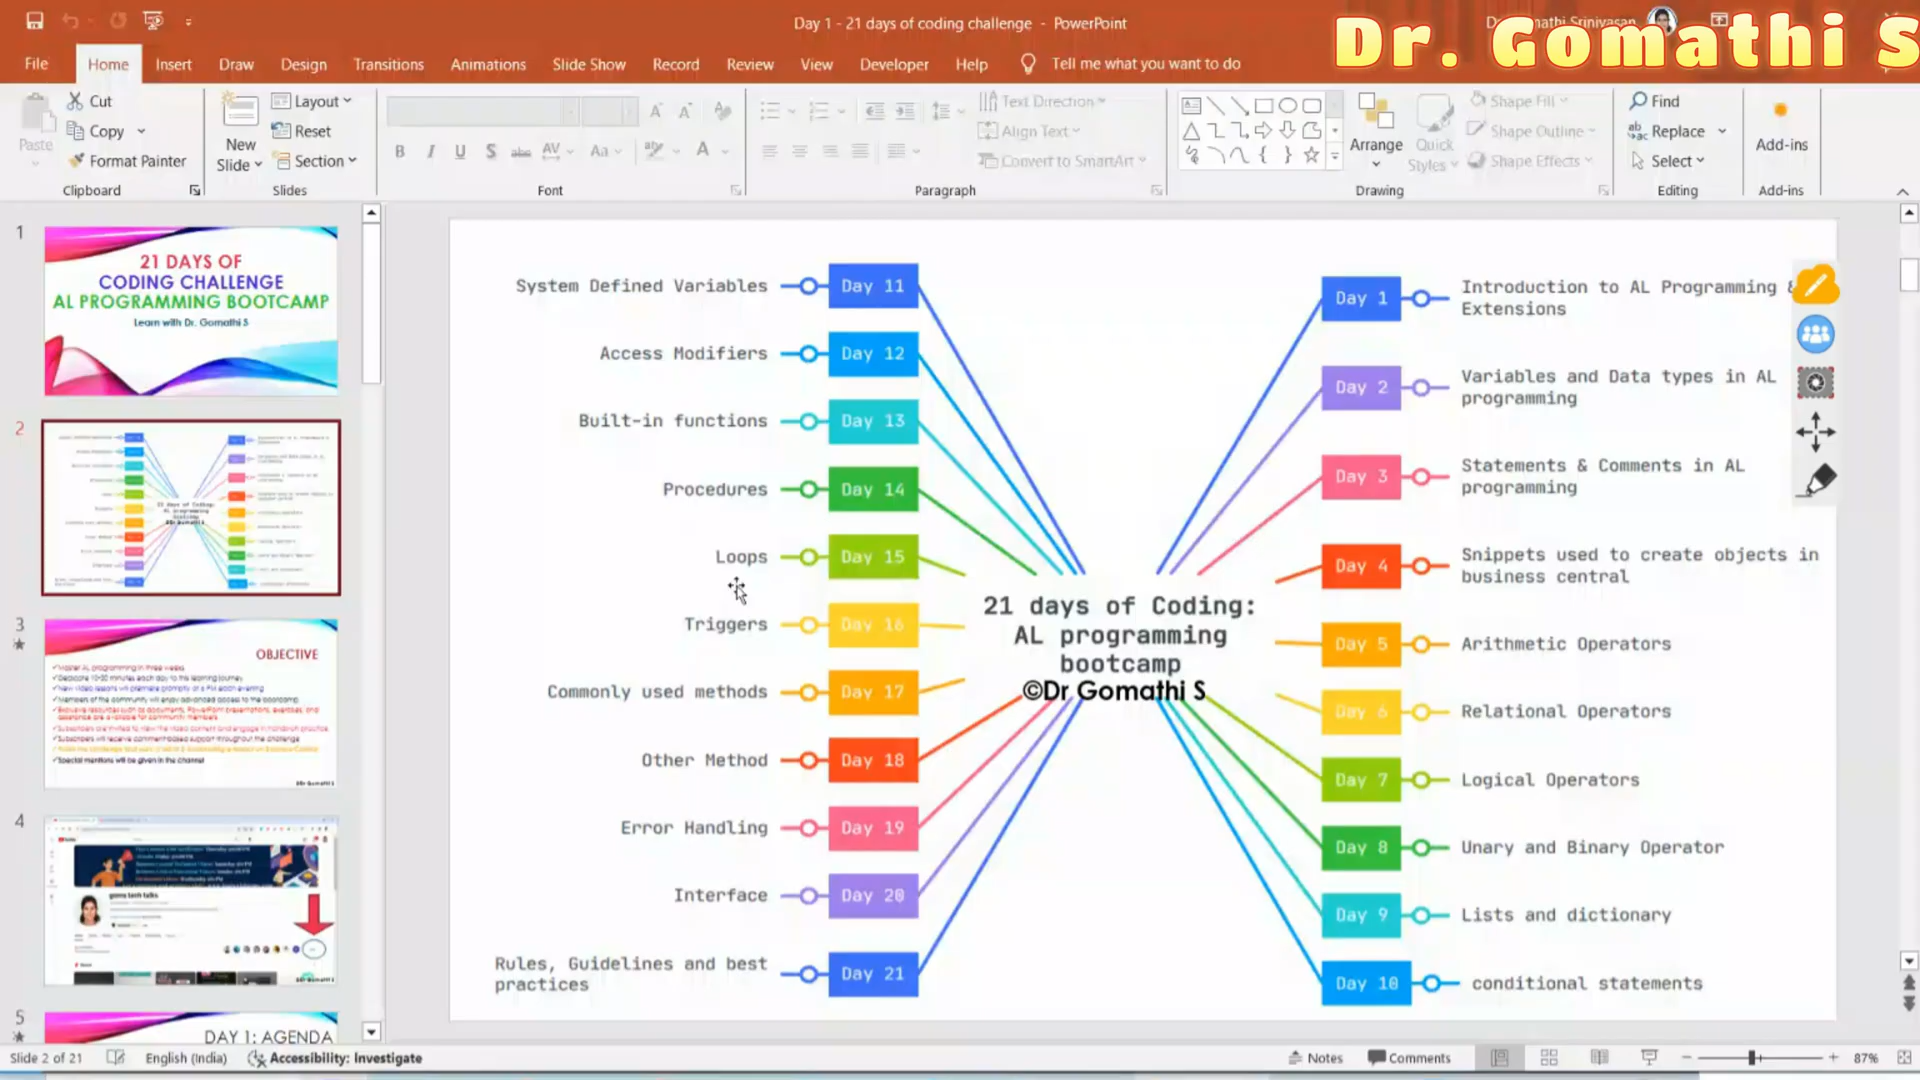 Day 1 - 21 days of coding challenge - PowerPoint
Dr. Gomathi S
File
Home
Insert
Draw
Design
Transitions
Animations
Slide Show
Record
Review
View
Developer
Help
Tell me what you want to do
Paste
Cut
Copy
Format Painter
Clipboard
New
Slide
Layout
Reset
Section
Slides
Font
Text Direction
Align Text
Convert to SmartArt
Paragraph
Arrange
Quick
Styles
Shape Fill
Shape Outline
Shape Effects
Drawing
Find
Replace
Select
Editing
Add-ins
Add-ins
1
21 DAYS OF
CODING CHALLENGE
AL PROGRAMMING BOOTCAMP
Learn with Dr. Gomathi S
2
3
OBJECTIVE
4
5
DAY 1: AGENDA
System Defined Variables
Day 11
Access Modifiers
Day 12
Built-in functions
Day 13
Procedures
Day 14
Loops
Day 15
Triggers
Day 16
Commonly used methods
Day 17
Other Method
Day 18
Error Handling
Day 19
Interface
Day 20
Rules, Guidelines and best
practices
Day 21
21 days of Coding:
AL programming
bootcamp
©Dr Gomathi S
Day 1
Introduction to AL Programming &
Extensions
Day 2
Variables and Data types in AL
programming
Day 3
Statements & Comments in AL
programming
Day 4
Snippets used to create objects in
business central
Day 5
Arithmetic Operators
Day 6
Relational Operators
Day 7
Logical Operators
Day 8
Unary and Binary Operator
Day 9
Lists and dictionary
Day 10
conditional statements
Slide 2 of 21
English (India)
Accessibility: Investigate
Notes
Comments
87%